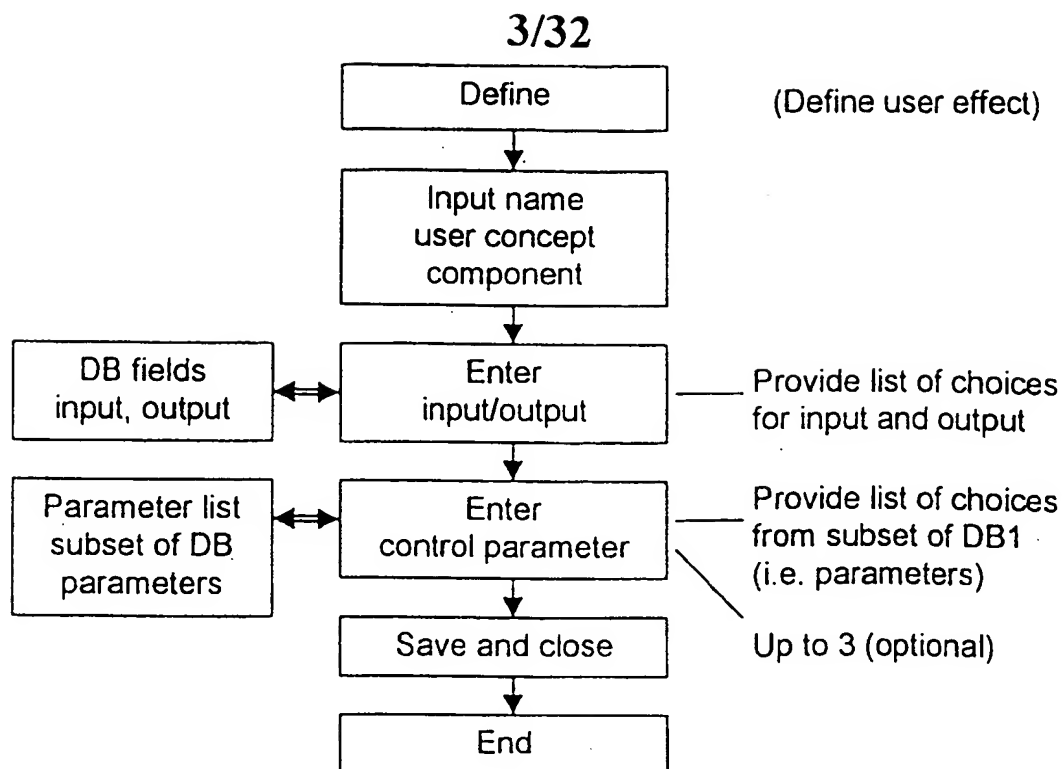 3/32
Define
(Define user effect)
Input name
user concept
component
DB fields
input, output
Enter
input/output
Provide list of choices
for input and output
Parameter list
subset of DB
parameters
Enter
control parameter
Provide list of choices
from subset of DB1
(i.e. parameters)
Save and close
Up to 3 (optional)
End